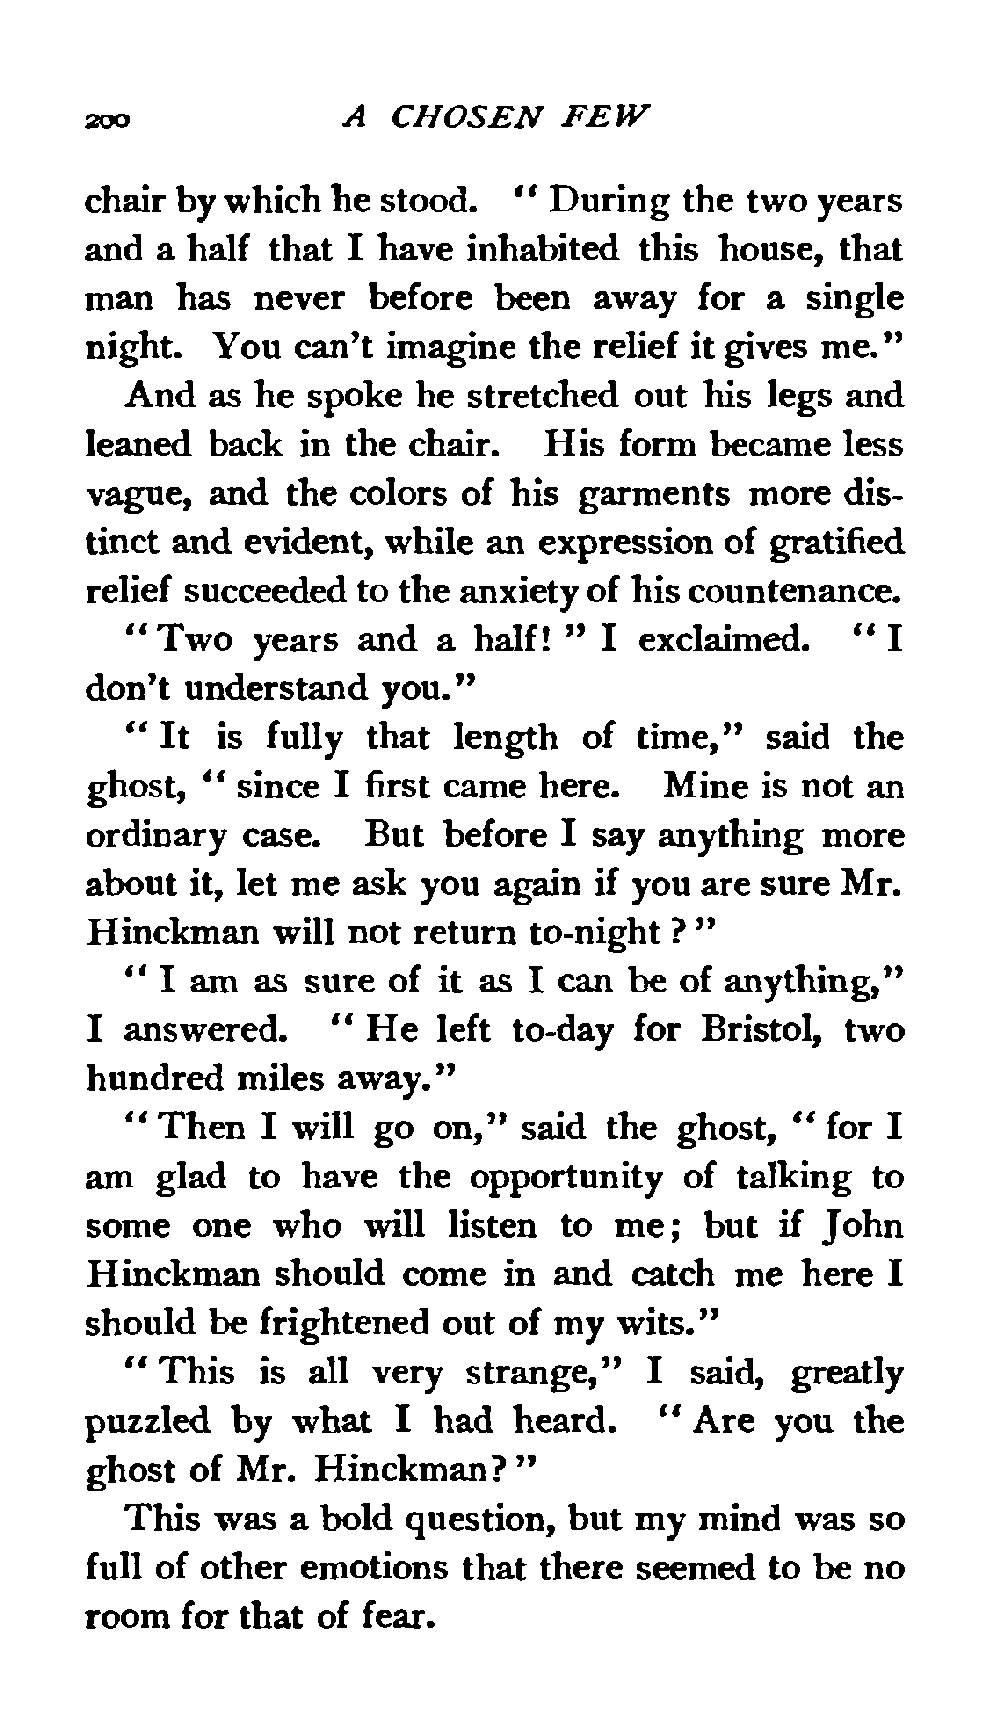 200 A CHOSEN FEW
chair by which he stood. "During the two years
and a half that I have inhabited this house, that
man has never before been away for a single
night. You can't imagine the relief it gives me."
And as he spoke he stretched out his legs and
leaned back in the chair. His form became less
vague, and the colors of his garments more dis-
tinct and evident, while an expression of gratified
relief succeeded to the anxiety of his countenance.
"Two years and a half!" I exclaimed. "I
don't understand you."
"It is fully that length of time," said the
ghost, "since I first came here. Mine is not an
ordinary case. But before I say anything more
about it, let me ask you again if you are sure Mr.
Hinckman will not return to-night?"
"I am as sure of it as I can be of anything,"
I answered. "He left to-day for Bristol, two
hundred miles away."
"Then I will go on," said the ghost, "for I
am glad to have the opportunity of talking to
some one who will listen to me; but if John
Hinckman should come in and catch me here I
should be frightened out of my wits."
"This is all very strange," I said, greatly
puzzled by what I had heard. "Are you the
ghost of Mr. Hinckman?"
This was a bold question, but my mind was so
full of other emotions that there seemed to be no
room for that of fear.